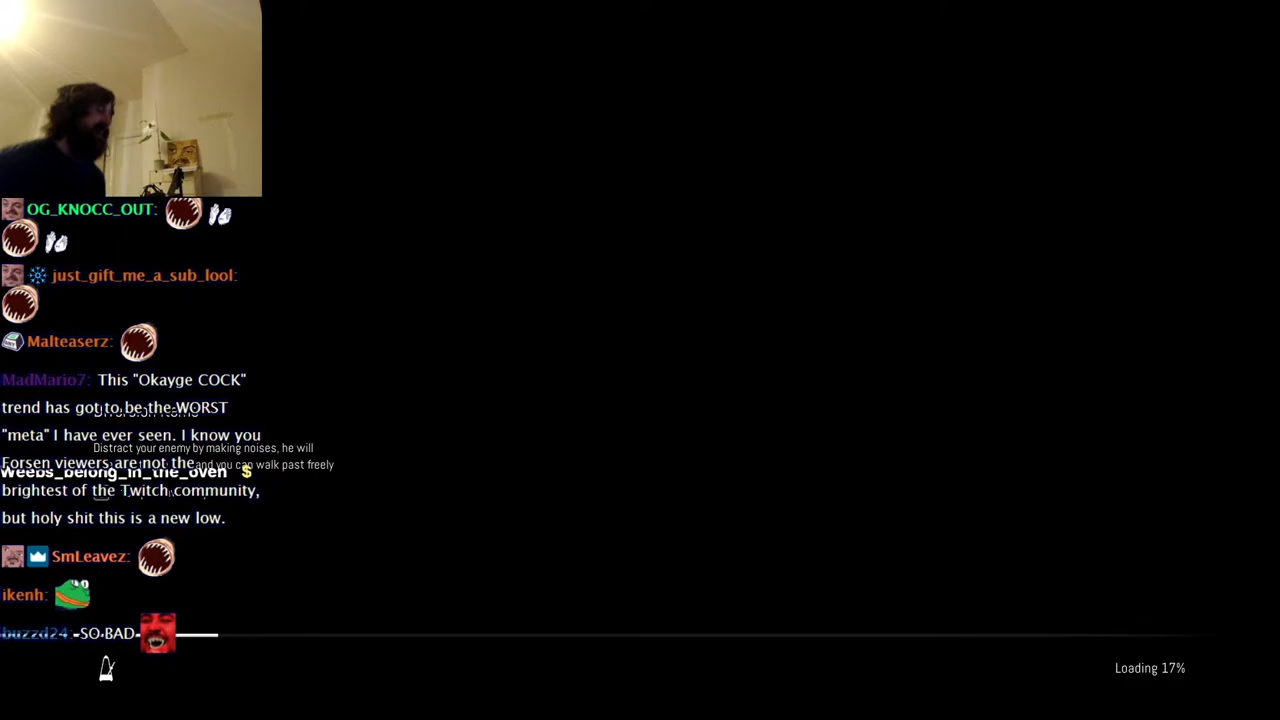 OG_KNOCC_OUT:
just_gift_me_a_sub_lool:
Malteaserz:
MadMario7: This "Okayge COCK"
trend has got to be the WORST
"meta" I have ever seen. I know you
Distract your enemy by making noises, he will
Forsen viewers are not the
and you can walk past freely
Weebs_belong_in_the_oven $
brightest of the Twitch community,
but holy shit this is a new low.
SmLeavez:
ikenh:
buzzd24: -SO BAD-
Loading 17%